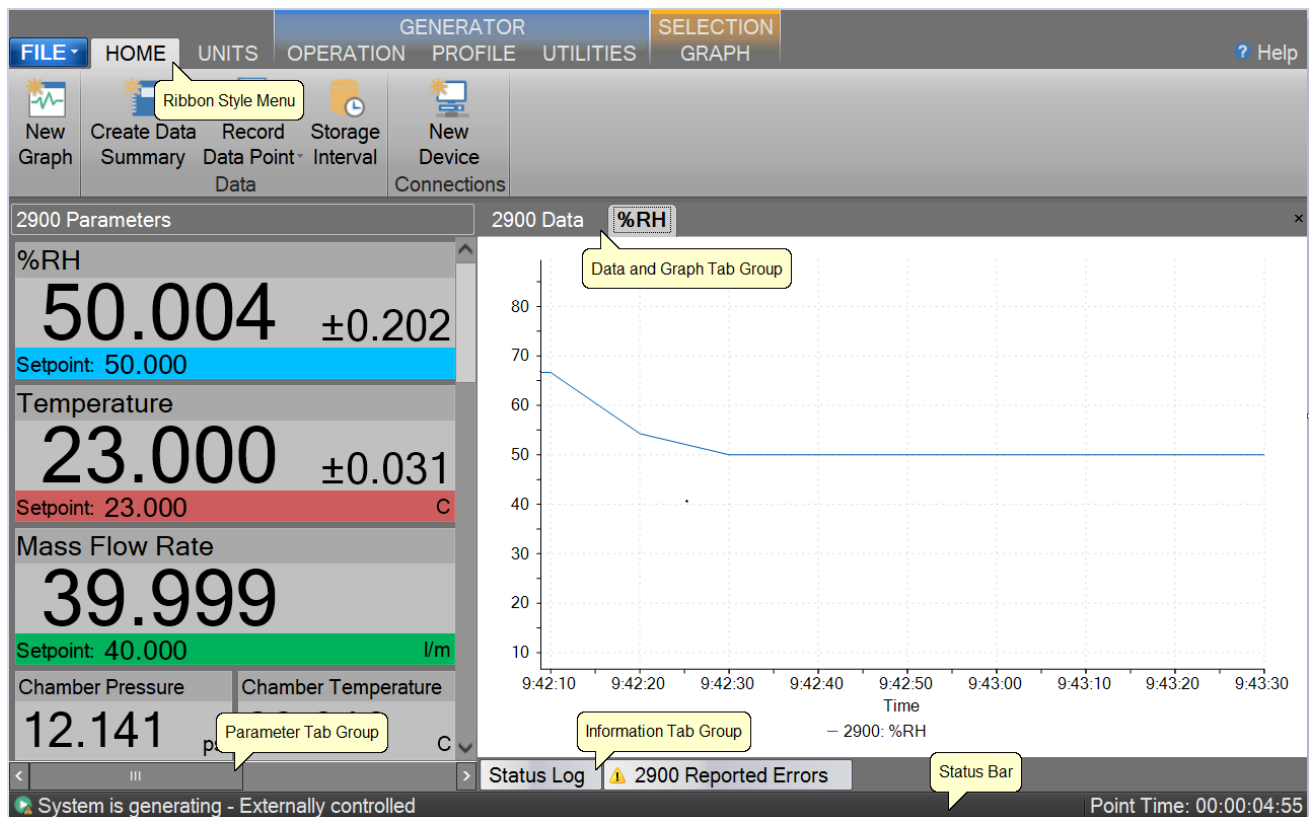 GENERATOR SELECTION
FILE HOME UNITS OPERATION PROFILE UTILITIES GRAPH ? Help
Ribbon Style Menu
New Graph
Create Data Summary
Record Data Point
Storage Interval
New Device
Data
Connections
2900 Parameters
2900 Data %RH ×
Data and Graph Tab Group
%RH
50.004 ±0.202
Setpoint: 50.000
Temperature
23.000 ±0.031
Setpoint: 23.000 C
Mass Flow Rate
39.999
Setpoint: 40.000 l/m
Chamber Pressure
12.141
Chamber Temperature
C
Parameter Tab Group
80
70
60
50
40
30
20
10
9:42:10 9:42:20 9:42:30 9:42:40 9:42:50 9:43:00 9:43:10 9:43:20 9:43:30
Time
2900: %RH
Information Tab Group
Status Log 2900 Reported Errors
Status Bar
System is generating - Externally controlled
Point Time: 00:00:04:55